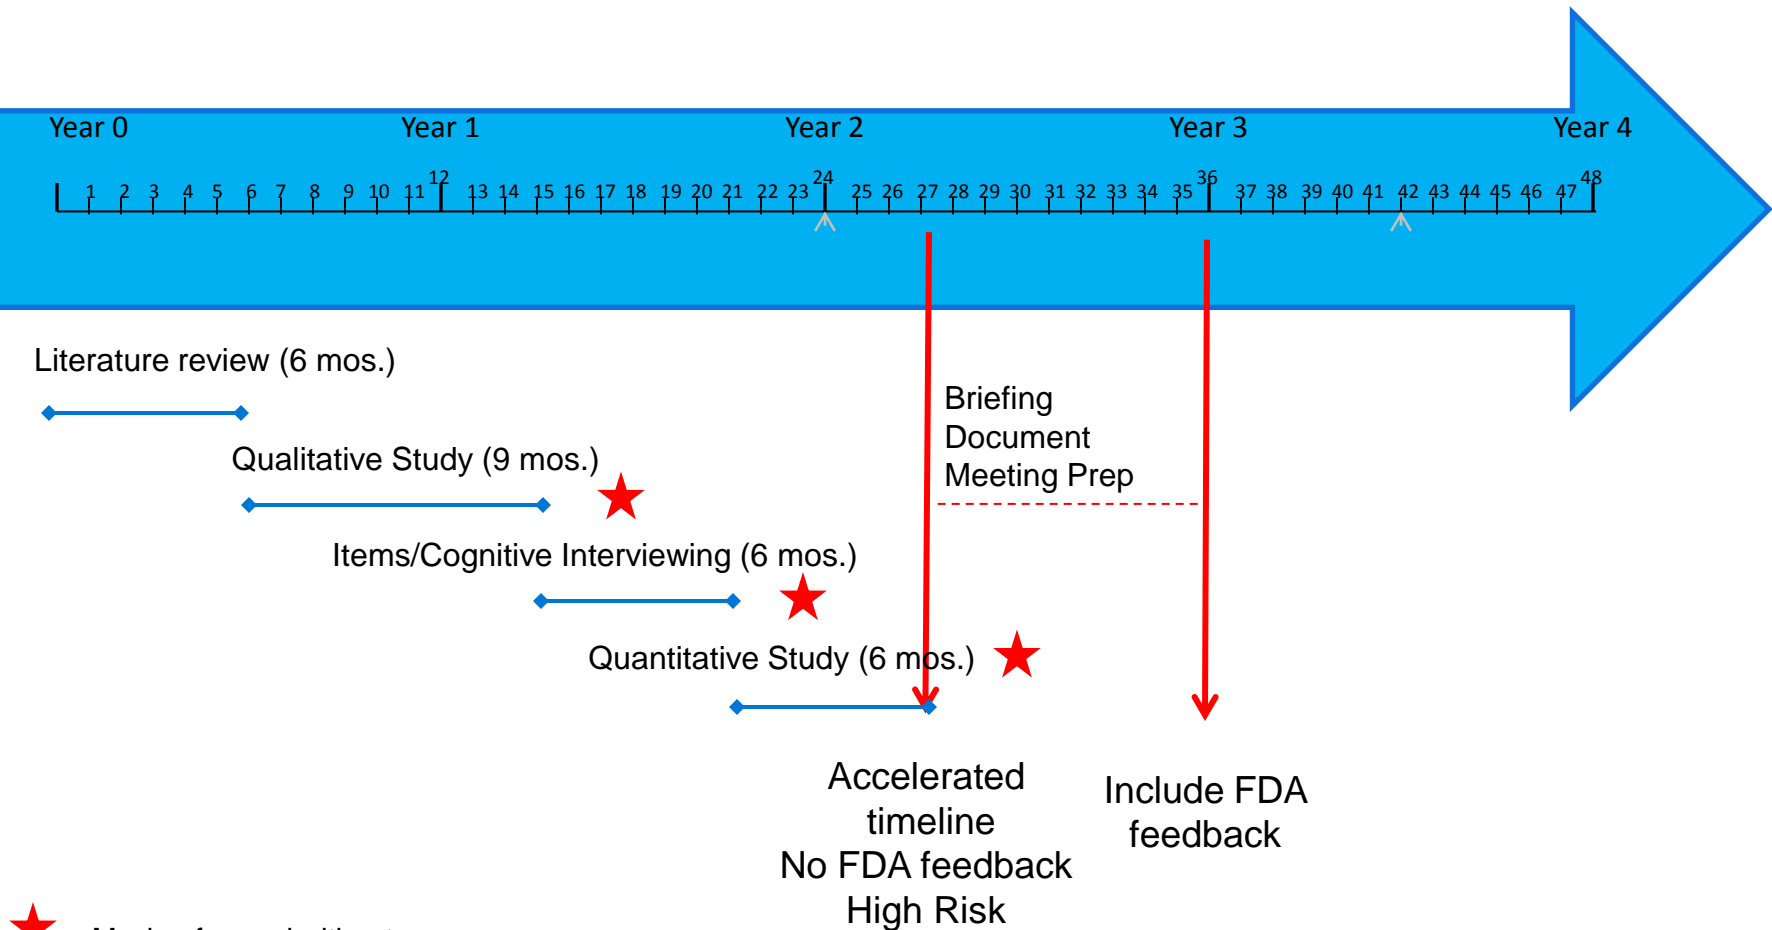 Year 0 Year 1 Year 2 Year 3 Year 4
1 2 3 4 5 6 7 8 9 10 11 12 13 14 15 16 17 18 19 20 21 22 23 24 25 26 27 28 29 30 31 32 33 34 35 36 37 38 39 40 41 42 43 44 45 46 47 48
Literature review (6 mos.)
Briefing
Document
Meeting Prep
Qualitative Study (9 mos.)
Items/Cognitive Interviewing (6 mos.)
Quantitative Study (6 mos.)
Accelerated
timeline
No FDA feedback
High Risk
Include FDA
feedback